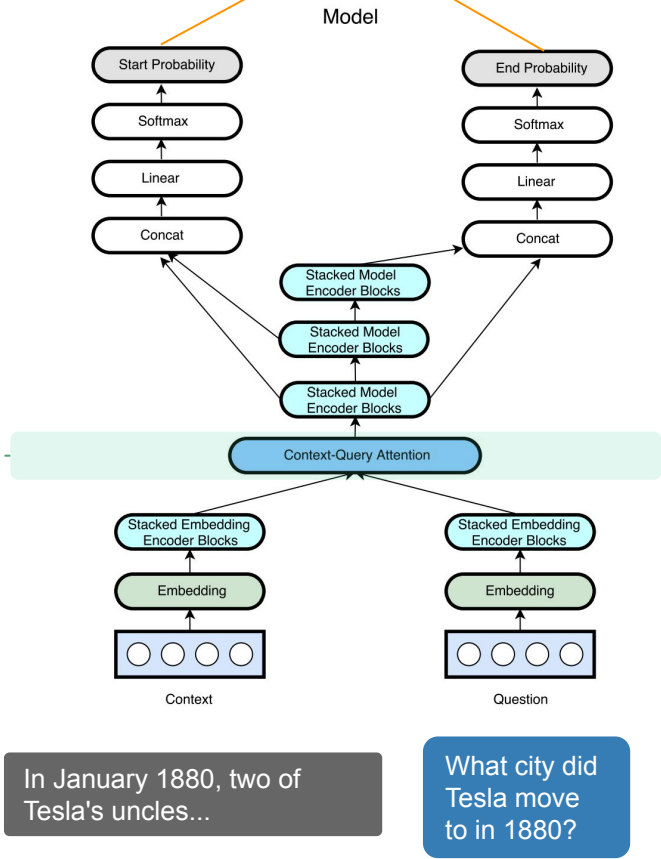 Model
Start Probability
End Probability
Softmax
Softmax
Linear
Linear
Concat
Concat
Stacked Model
Encoder Blocks
Stacked Model
Encoder Blocks
Stacked Model
Encoder Blocks
Context-Query Attention
Stacked Embedding
Encoder Blocks
Stacked Embedding
Encoder Blocks
Embedding
Embedding
Context
Question
In January 1880, two of
Tesla's uncles...
What city did
Tesla move
to in 1880?